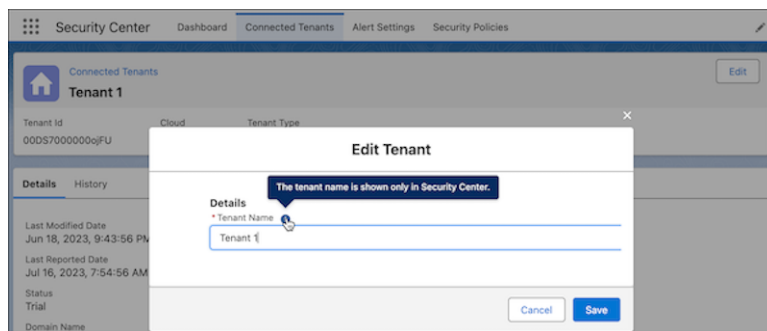 Security Center Dashboard Connected Tenants Alert Settings Security Policies
Connected Tenants
Tenant 1
Edit
Tenant Id Cloud Tenant Type
00DS7000000ojFU
Edit Tenant
Details History
The tenant name is shown only in Security Center.
Details
* Tenant Name
Tenant 1
Last Modified Date
Jun 18, 2023, 9:43:56 PM
Last Reported Date
Jul 16, 2023, 7:54:56 AM
Status
Trial
Cancel Save
Domain Name